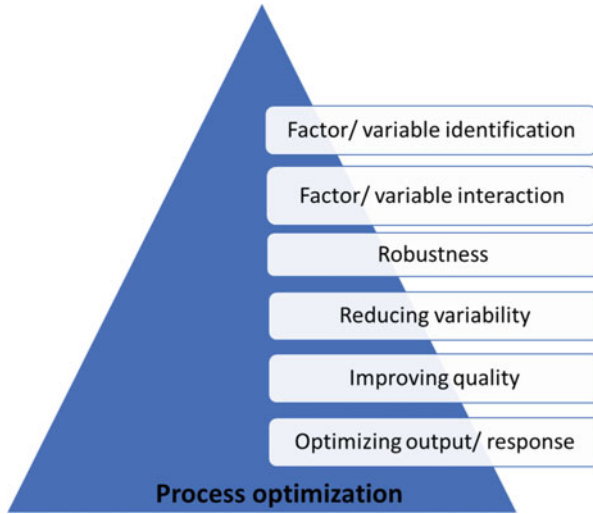 Factor/ variable identification
Factor/ variable interaction
Robustness
Reducing variability
Improving quality
Optimizing output/ response
Process optimization